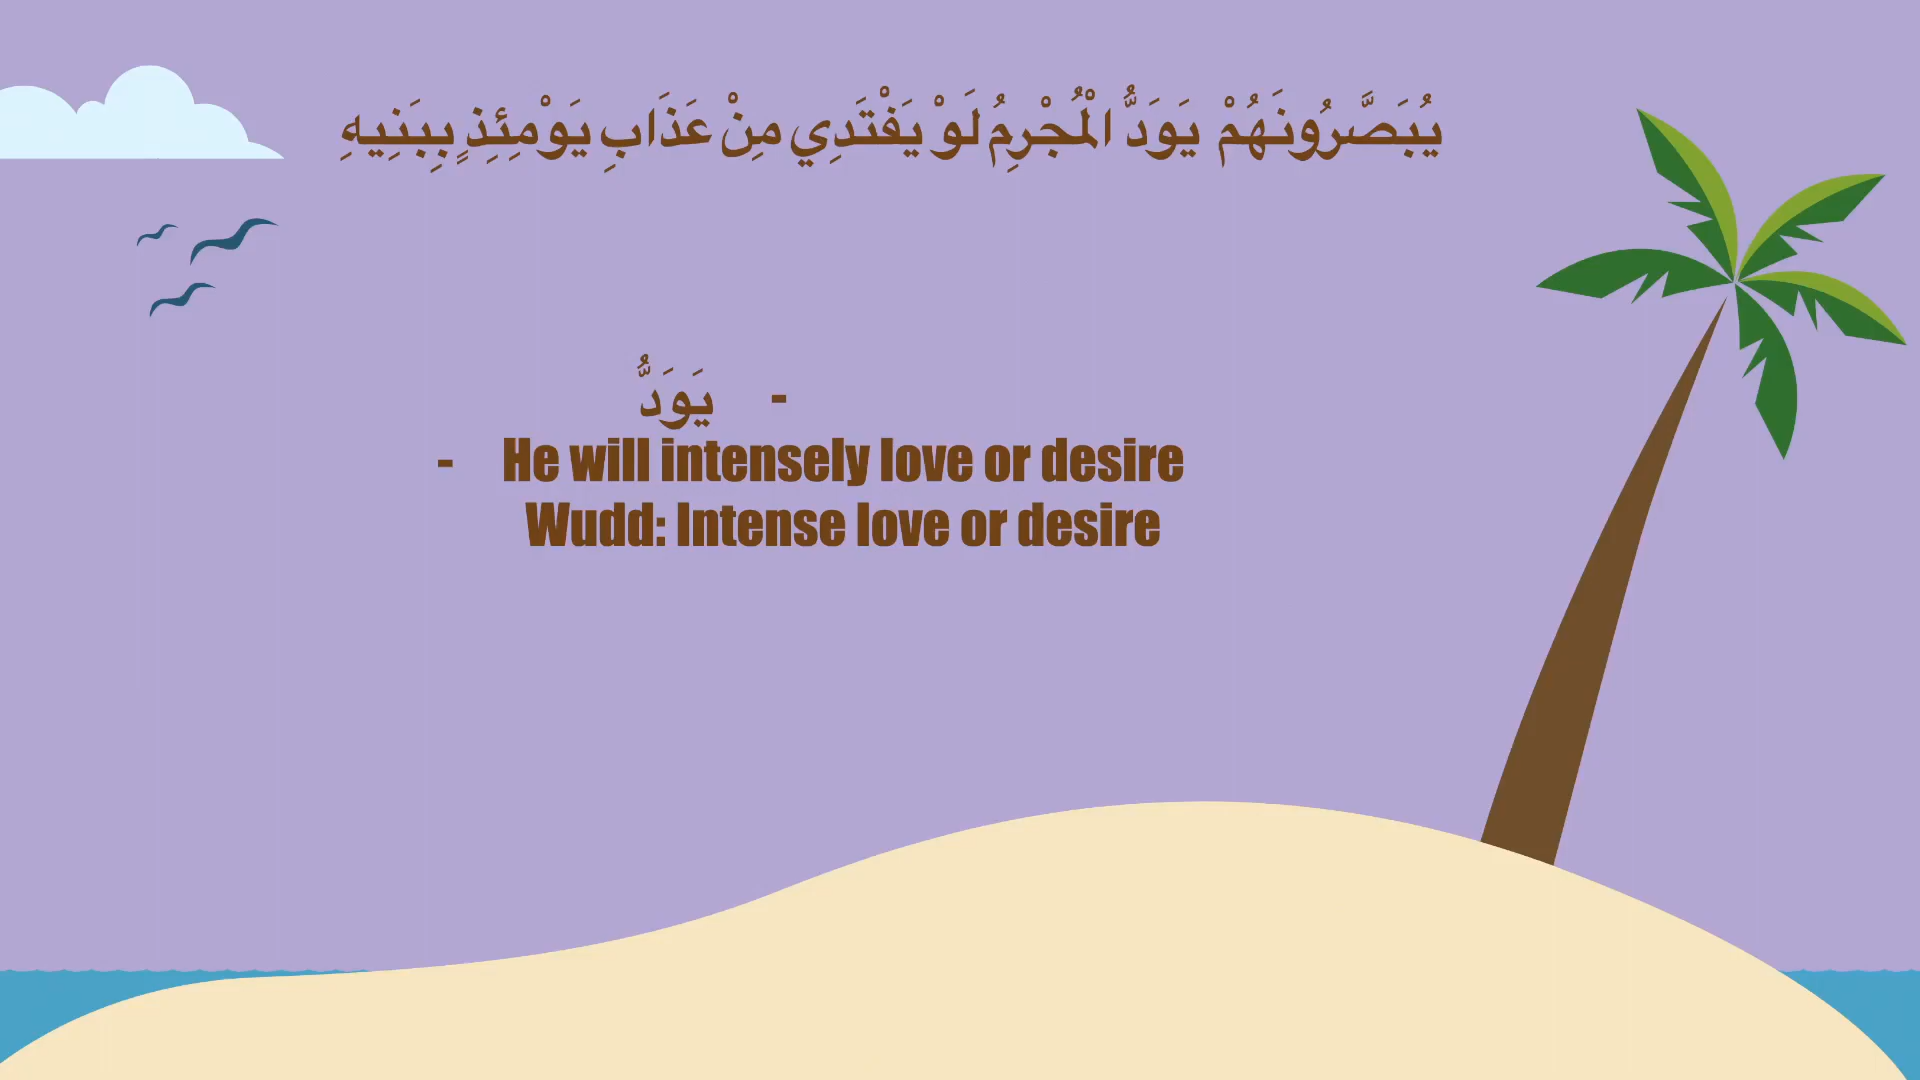 يُبَصَّرُونَهُمْ يَوَدُّ الْمُجْرِمُ لَوْ يَفْتَدِي مِنْ عَذَابِ يَوْمِئِذٍ بِبَنِيهِ
- يَوَدُّ
- He will intensely love or desire
Wudd: Intense love or desire